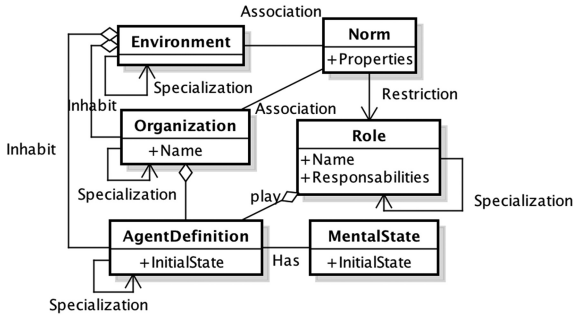 Association
Environment
Norm
+Properties
Specialization
Restriction
Inhabit
Association
Organization
+Name
Role
+Name
+Responsabilities
Inhabit
Specialization
play
Specialization
AgentDefinition
+InitialState
Has
MentalState
+InitialState
Specialization